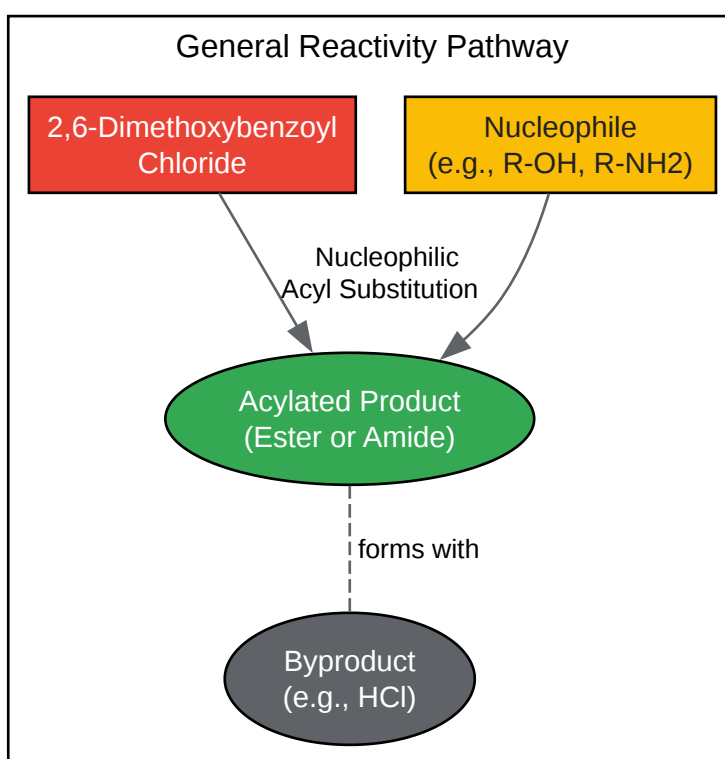 General Reactivity Pathway
2,6-Dimethoxybenzoyl
Chloride
Nucleophile
(e.g., R-OH, R-NH2)
Nucleophilic
Acyl Substitution
Acylated Product
(Ester or Amide)
forms with
Byproduct
(e.g., HCl)